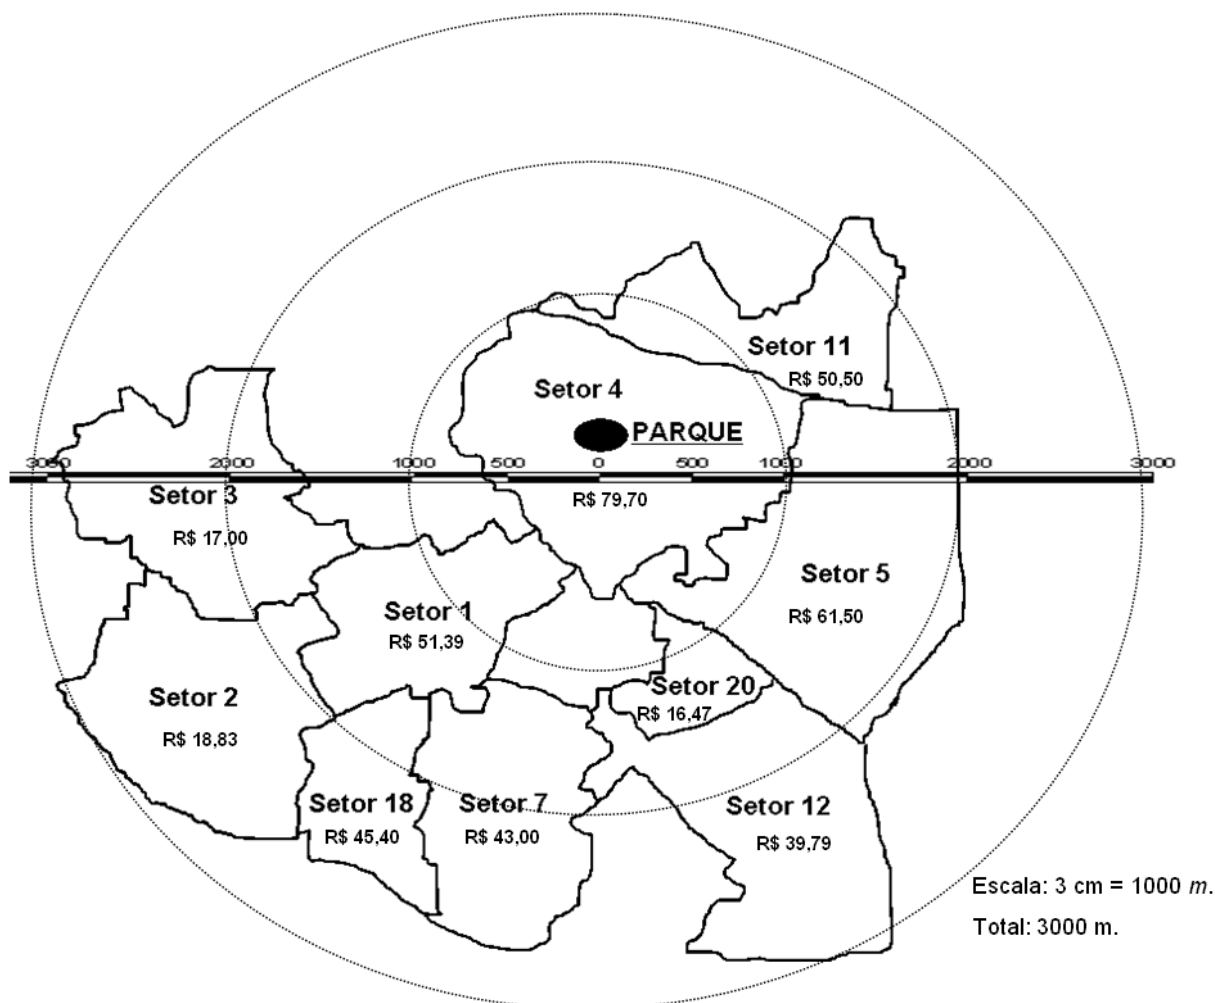 Setor 11
R$ 50,50
Setor 4
PARQUE
3000 2000 1000 500 0 500 1000 2000 3000
Setor 3
R$ 79,70
R$ 17,00
Setor 5
Setor 1
R$ 61,50
R$ 51,39
Setor 20
Setor 2
R$ 16,47
R$ 18,83
Setor 18
Setor 7
Setor 12
R$ 45,40
R$ 43,00
R$ 39,79
Escala: 3 cm = 1000 m.
Total: 3000 m.